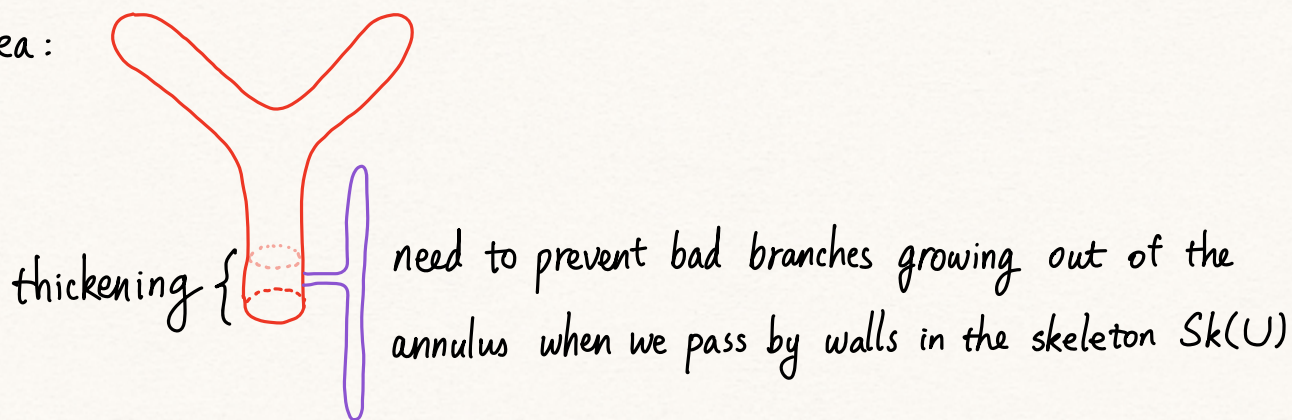 ea :
thickening {
need to prevent bad branches growing out of the
annulus when we pass by walls in the skeleton Sk(U)